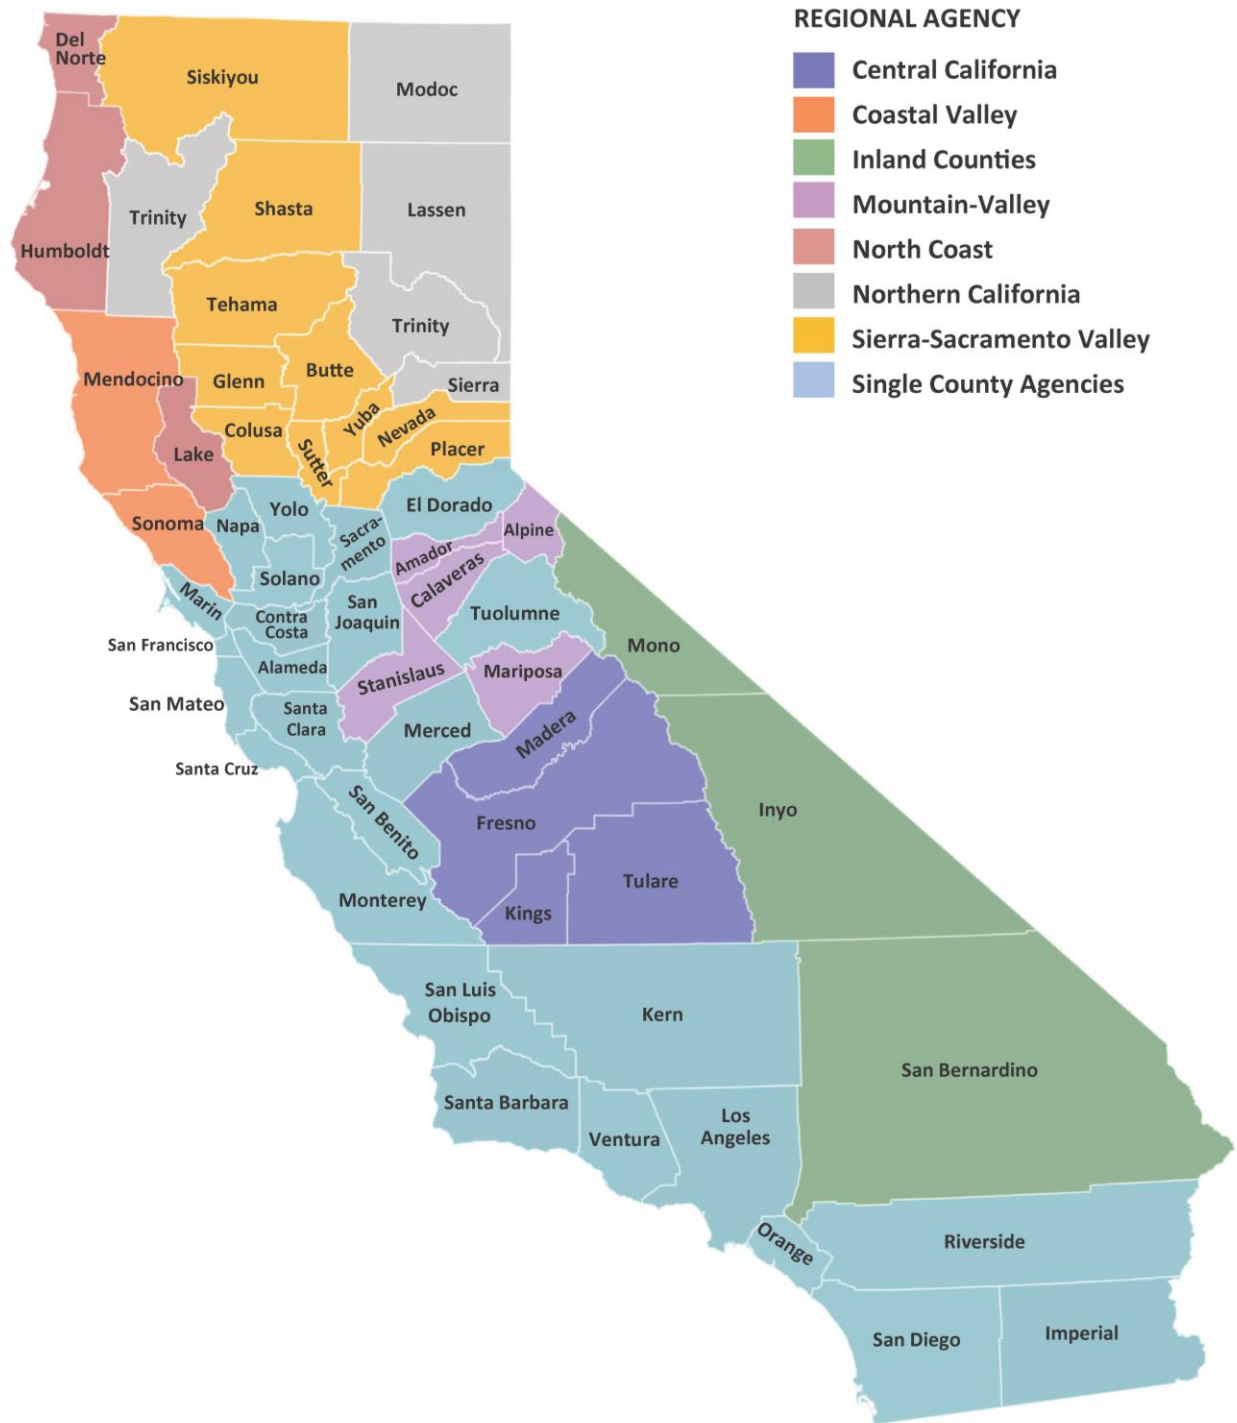 REGIONAL AGENCY
Central California
Coastal Valley
Inland Counties
Mountain-Valley
North Coast
Northern California
Sierra-Sacramento Valley
Single County Agencies
Del
Norte
Siskiyou
Modoc
Trinity
Shasta
Lassen
Humboldt
Tehama
Trinity
Mendocino
Glenn
Butte
Sierra
Colusa
Sutter
Yuba
Nevada
Placer
Lake
Sonoma
Napa
Yolo
Sacra-
mento
El Dorado
Alpine
Amador
Calaveras
Solano
Marin
Contra
Costa
San
Joaquin
Tuolumne
Mono
San Francisco
Alameda
Stanislaus
Mariposa
San Mateo
Santa
Clara
Merced
Madera
Santa Cruz
San Benito
Fresno
Inyo
Monterey
Kings
Tulare
San Luis
Obispo
Kern
San Bernardino
Santa Barbara
Ventura
Los
Angeles
Orange
Riverside
San Diego
Imperial